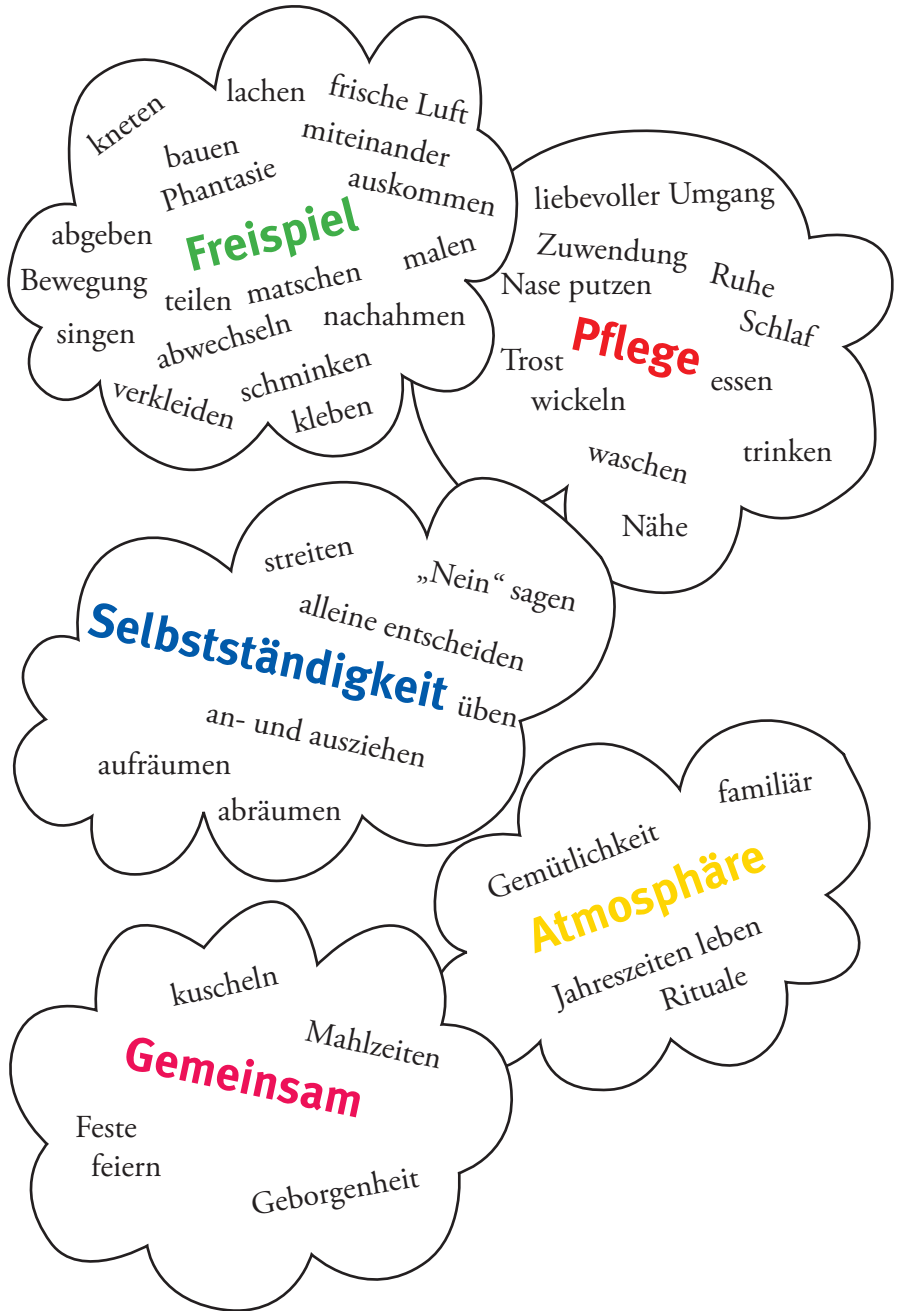 kneten
lachen
frische Luft
bauen
miteinander
Phantasie
auskommen
abgeben
Freispiel
malen
Bewegung
teilen
matschen
singen
abwechseln
nachahmen
verkleiden
schminken
kleben
liebevoller Umgang
Zuwendung
Nase putzen
Ruhe
Schlaf
Pflege
Trost
essen
wickeln
waschen
trinken
Nähe
streiten
„Nein“ sagen
alleine entscheiden
Selbstständigkeit
üben
an- und ausziehen
aufräumen
abräumen
familiär
Gemütlichkeit
Atmosphäre
Jahreszeiten leben
Rituale
kuscheln
Mahlzeiten
Gemeinsam
Feste
feiern
Geborgenheit